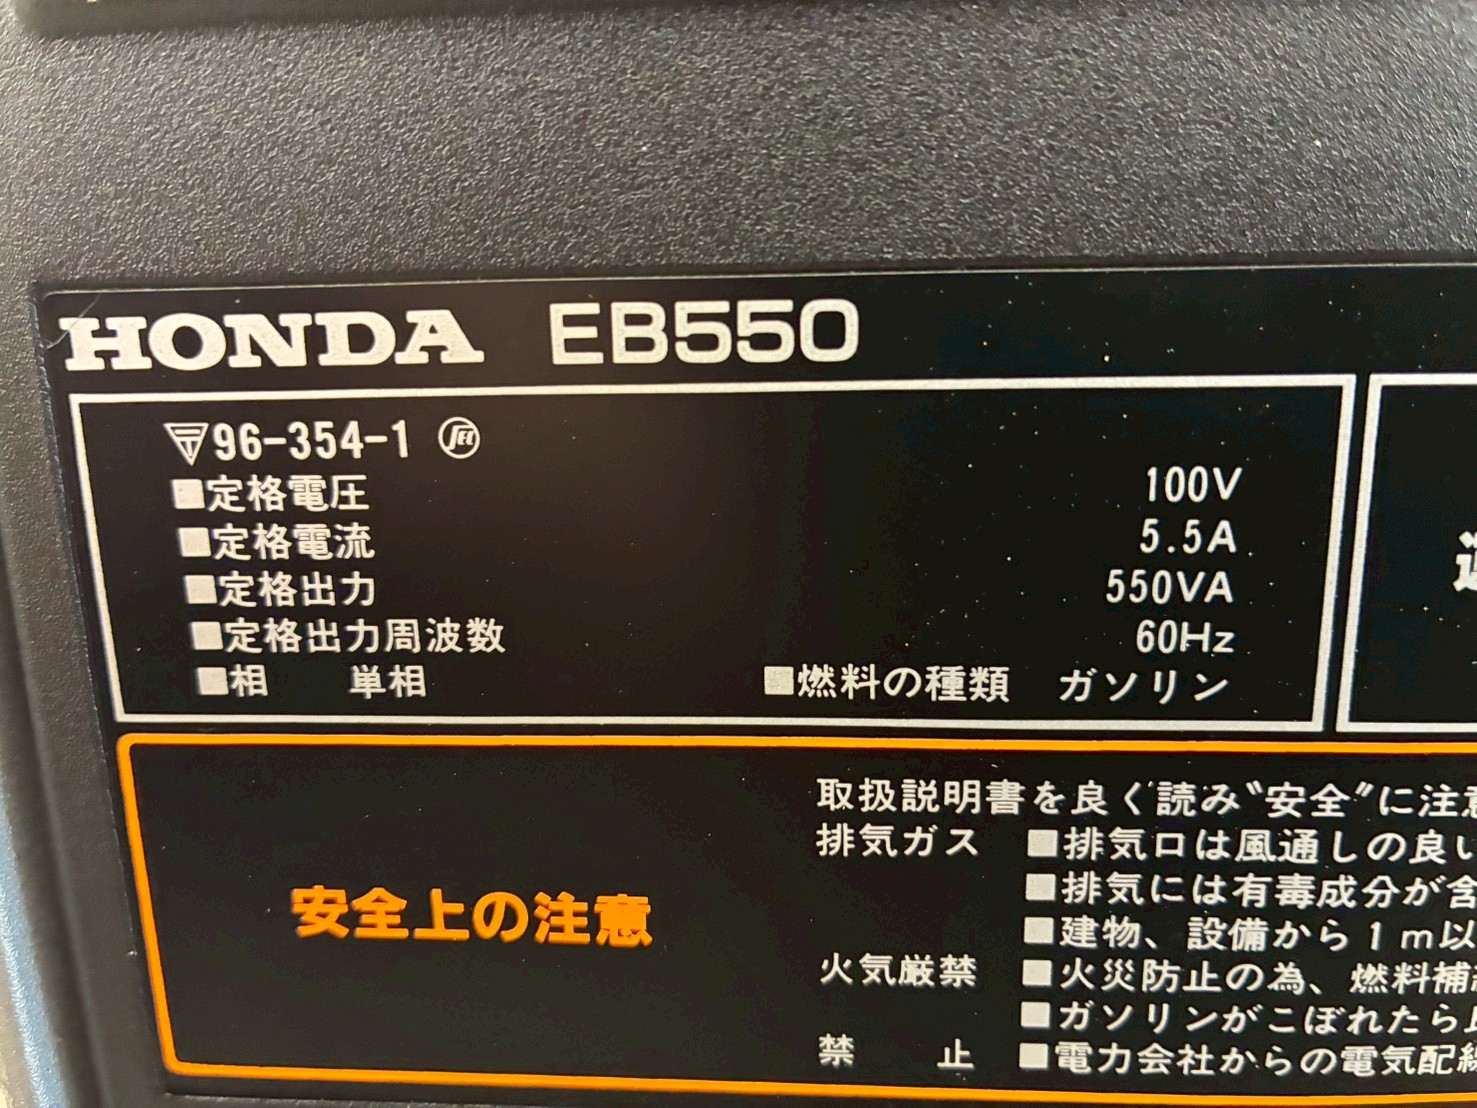 HONDA EB550
96-354-1 JET
■定格電圧 100V
■定格電流 5.5A
■定格出力 550VA
■定格出力周波数 60Hz
■相 単相 ■燃料の種類 ガソリン
安全上の注意
取扱説明書を良く読み〝安全〞に注意
排気ガス ■排気口は風通しの良い
■排気には有毒成分が含
■建物、設備から1m以
火気厳禁 ■火災防止の為、燃料補給
■ガソリンがこぼれたら
禁 止 ■電力会社からの電気配線